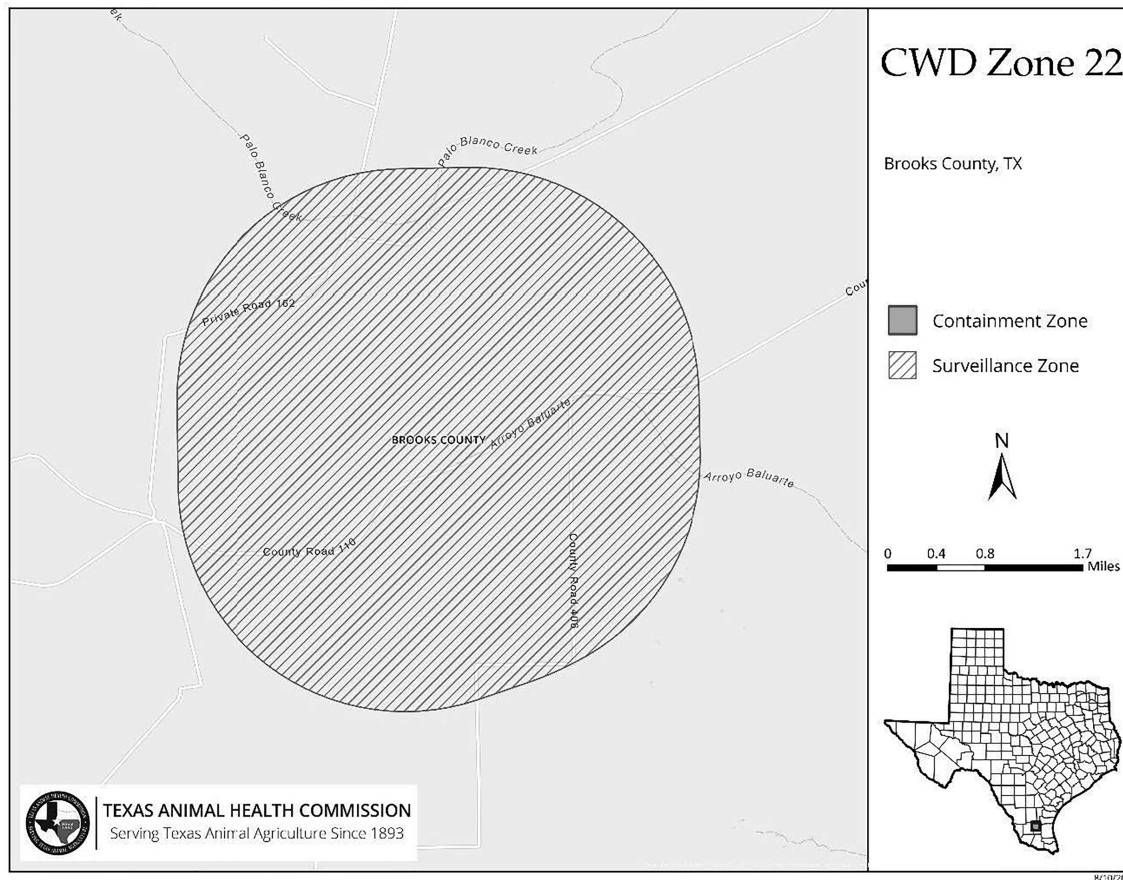 CWD Zone 22
Brooks County, TX
Containment Zone
Surveillance Zone
N
0 0.4 0.8 1.7
Miles
ek
Palo Blanco Creek
Palo Blanco Creek
Private Road 162
Cour
BROOKS COUNTY
Arroyo Baluarte
Arroyo Baluarte
County Road 110
County Road 408
TEXAS ANIMAL HEALTH COMMISSION
Serving Texas Animal Agriculture Since 1893